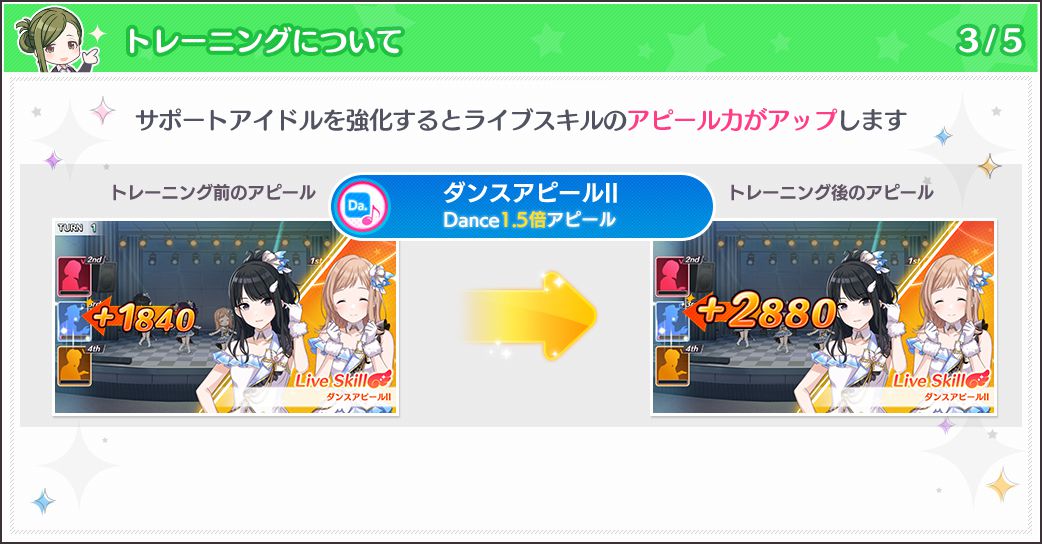 トレーニングについて
3/5
サポートアイドルを強化するとライブスキルのアピール力がアップします
トレーニング前のアピール
Da.
ダンスアピールII
Dance1.5倍アピール
トレーニング後のアピール
TURN 1
2nd
1st
3rd
+1840
4th
Live Skill
ダンスアピールII
2nd
1st
+2880
4th
Live Skill
ダンスアピールII